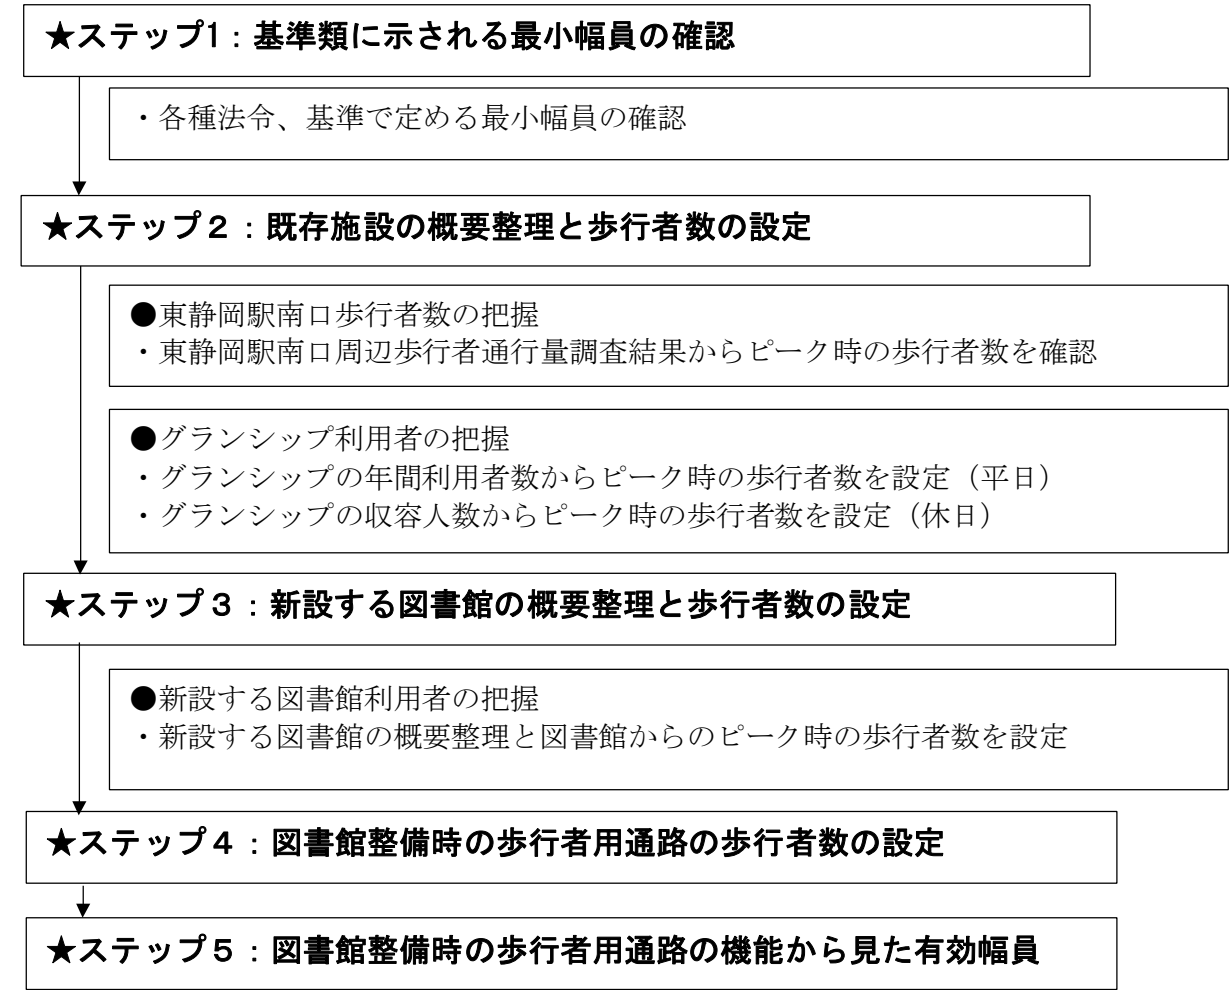 ★ステップ1：基準類に示される最小幅員の確認
・各種法令、基準で定める最小幅員の確認
★ステップ２：既存施設の概要整理と歩行者数の設定
●東静岡駅南口歩行者数の把握
・東静岡駅南口周辺歩行者通行量調査結果からピーク時の歩行者数を確認
●グランシップ利用者の把握
・グランシップの年間利用者数からピーク時の歩行者数を設定（平日）
・グランシップの収容人数からピーク時の歩行者数を設定（休日）
★ステップ３：新設する図書館の概要整理と歩行者数の設定
●新設する図書館利用者の把握
・新設する図書館の概要整理と図書館からのピーク時の歩行者数を設定
★ステップ４：図書館整備時の歩行者用通路の歩行者数の設定
★ステップ５：図書館整備時の歩行者用通路の機能から見た有効幅員